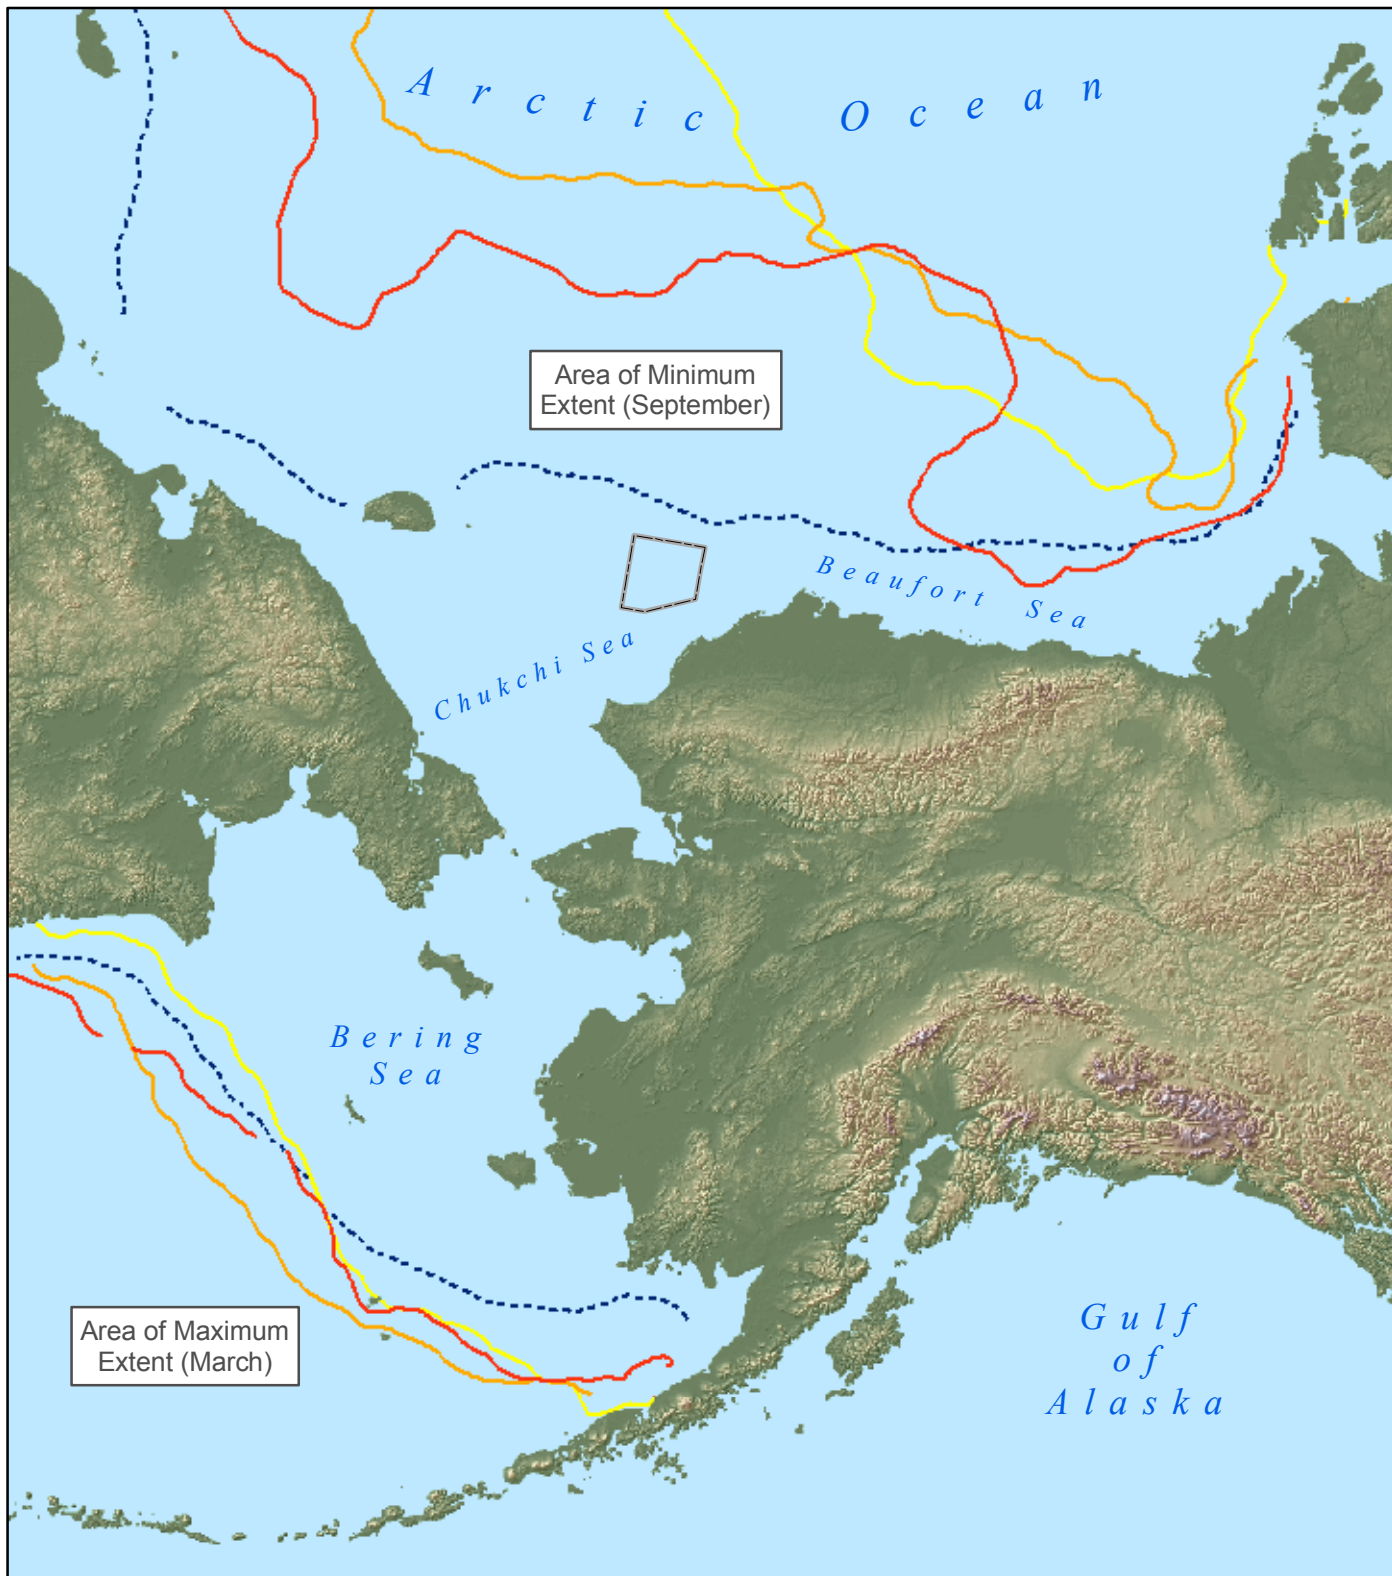 Arctic Ocean
Area of Minimum
Extent (September)
Beaufort Sea
Chukchi Sea
Bering
Sea
Area of Maximum
Extent (March)
Gulf
of
Alaska